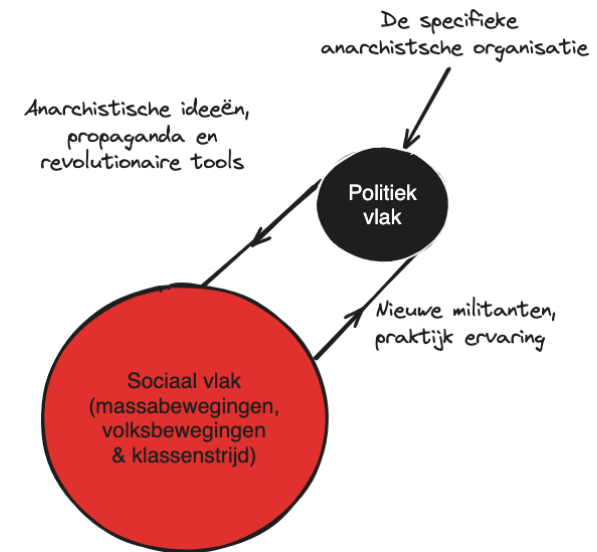 De specifieke
anarchistsche organisatie
Anarchistische ideeën,
propaganda en
revolutionaire tools
Politiek
vlak
Nieuwe militanten,
praktijk ervaring
Sociaal vlak
(massabewegingen,
volksbewegingen
& klassenstrijd)